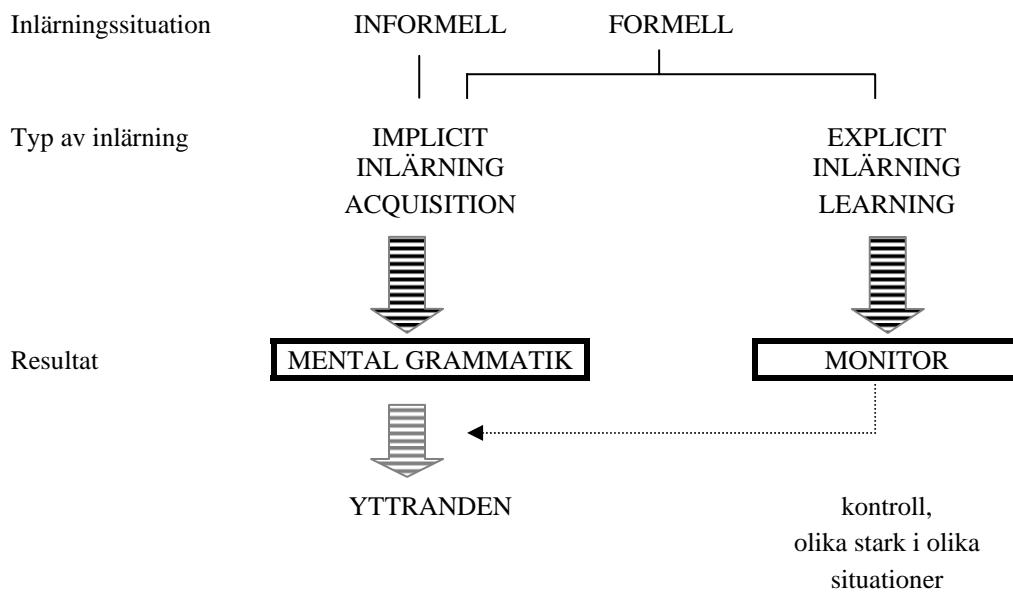 Inlärningssituation INFORMELL FORMELL
Typ av inlärning IMPLICIT EXPLICIT
INLÄRNING INLÄRNING
ACQUISITION LEARNING
Resultat MENTAL GRAMMATIK MONITOR
YTTRANDEN kontroll,
olika stark i olika
situationer